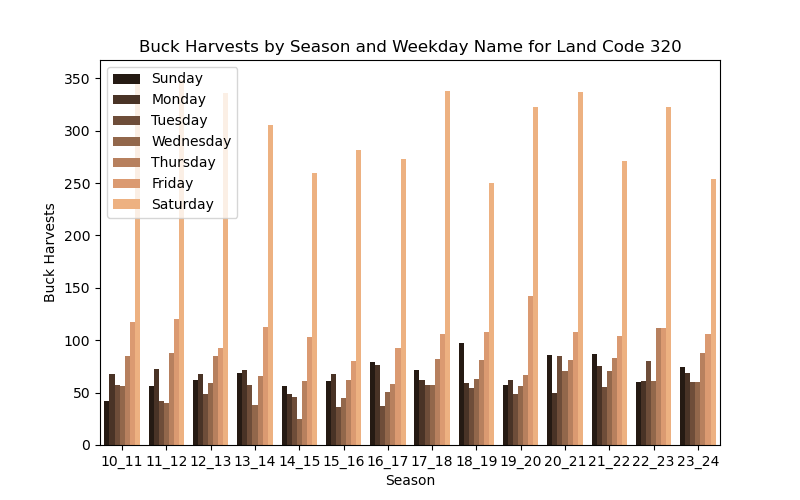 Buck Harvests by Season and Weekday Name for Land Code 320
350
300
250
200
150
100
50
0
Buck Harvests
Sunday
Monday
Tuesday
Wednesday
Thursday
Friday
Saturday
10_11 11_12 12_13 13_14 14_15 15_16 16_17 17_18 18_19 19_20 20_21 21_22 22_23 23_24
Season